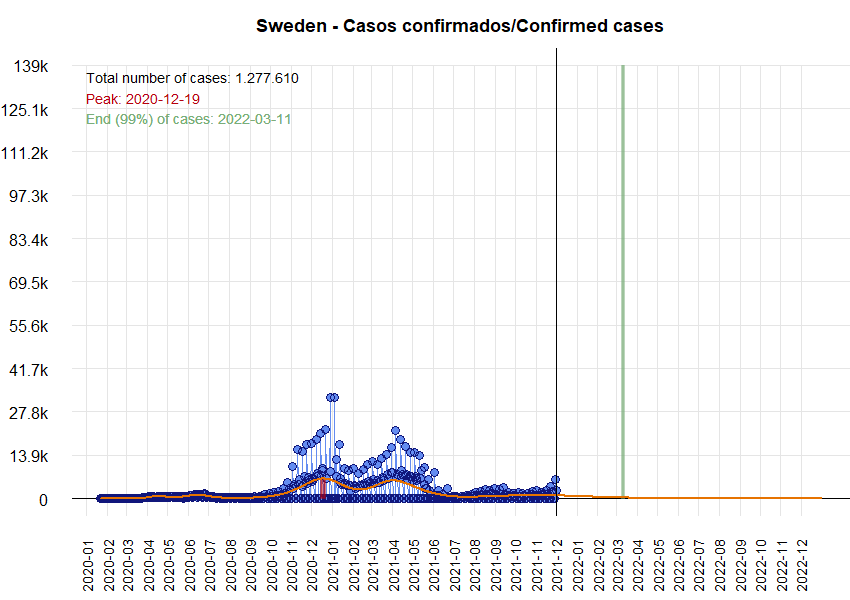 Sweden - Casos confirmados/Confirmed cases
139k
125.1k
111.2k
97.3k
83.4k
69.5k
55.6k
41.7k
27.8k
13.9k
0
Total number of cases: 1.277.610
Peak: 2020-12-19
End (99%) of cases: 2022-03-11
2020-01
2020-02
2020-03
2020-04
2020-05
2020-06
2020-07
2020-08
2020-09
2020-10
2020-11
2020-12
2021-01
2021-02
2021-03
2021-04
2021-05
2021-06
2021-07
2021-08
2021-09
2021-10
2021-11
2021-12
2022-01
2022-02
2022-03
2022-04
2022-05
2022-06
2022-07
2022-08
2022-09
2022-10
2022-11
2022-12